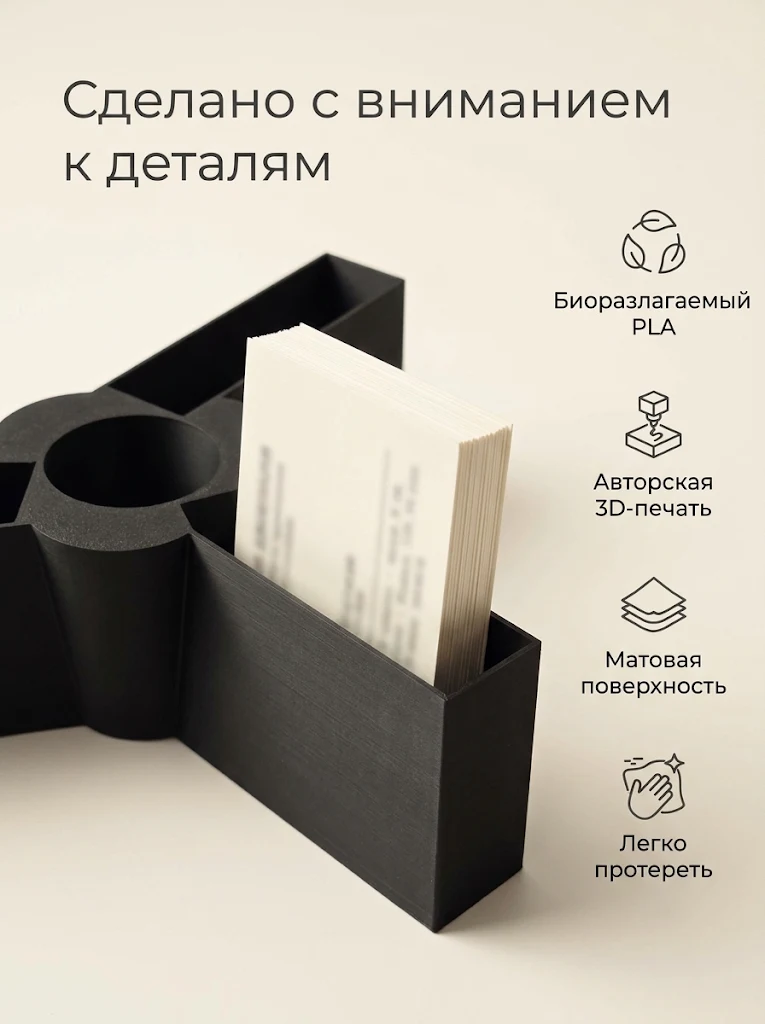 Сделано с вниманием
к деталям
Биоразлагаемый
PLA
Авторская
3D-печать
Матовая
поверхность
Легко
протереть